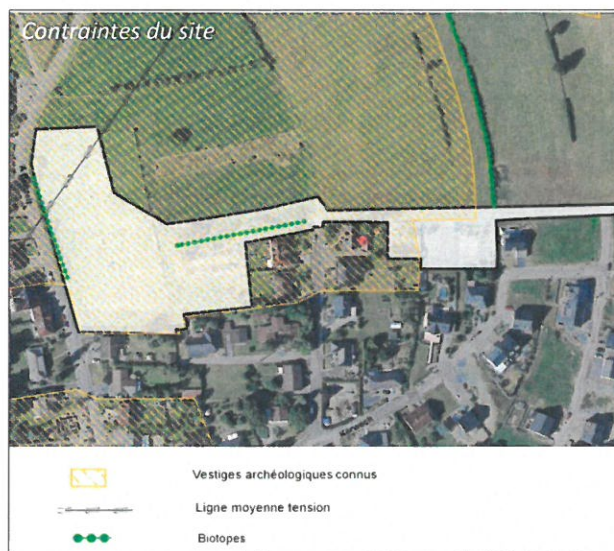 Contraintes du site
Vestiges archéologiques connus
Ligne moyenne tension
Biotopes